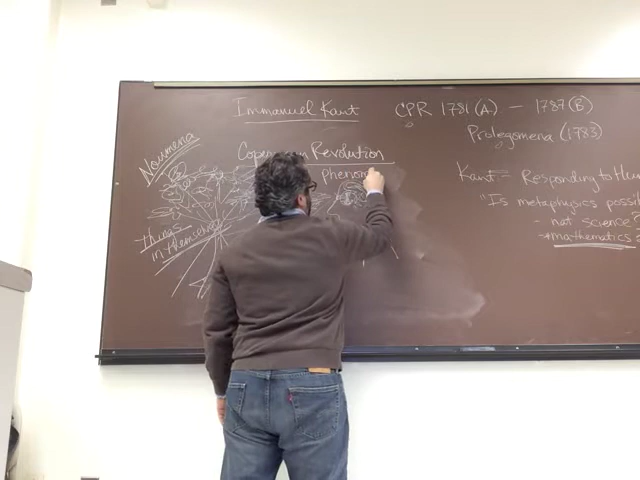 Immanuel Kant
CPR 1781 (A) – 1787 (B)
Prolegomena (1783)
Noumena
Revolution
Kant = Responding to
"Is metaphysics
- nat science?
→ mathematics?
Things
in themselves